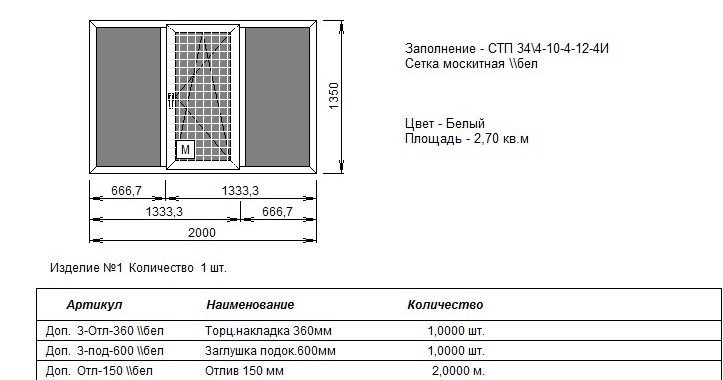 Заполнение - СТП 34\4-10-4-12-4И
Сетка москитная \\бел
1350
Цвет - Белый
Площадь - 2,70 кв.м
М
666,7 1333,3
1333,3 666,7
2000
Изделие №1 Количество 1 шт.
Артикул Наименование Количество
Доп. 3-Отл-360 \\бел Торц.накладка 360мм 1,0000 шт.
Доп. 3-под-600 \\бел Заглушка подок.600мм 1,0000 шт.
Доп. Отл-150 \\бел Отлив 150 мм 2,0000 м.